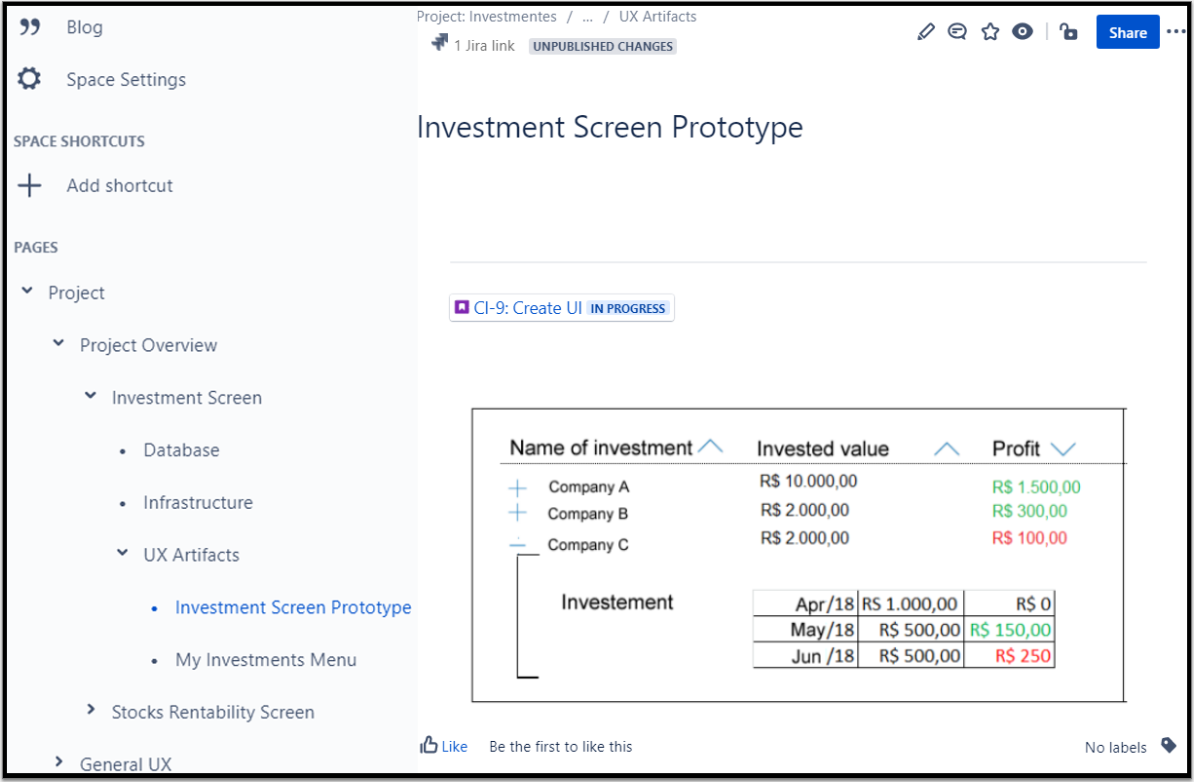 Blog
Space Settings
SPACE SHORTCUTS
Add shortcut
PAGES
Project
Project Overview
Investment Screen
Database
Infrastructure
UX Artifacts
Investment Screen Prototype
My Investments Menu
Stocks Rentability Screen
General UX
Project: Investmentes / ... / UX Artifacts
1 Jira link UNPUBLISHED CHANGES
Share
Investment Screen Prototype
CI-9: Create UI IN PROGRESS
Name of investment Invested value Profit
Company A R$ 10.000,00 R$ 1.500,00
Company B R$ 2.000,00 R$ 300,00
Company C R$ 2.000,00 R$ 100,00
Investement
Apr/18 RS 1.000,00 R$ 0
May/18 R$ 500,00 R$ 150,00
Jun /18 R$ 500,00 R$ 250
Like Be the first to like this No labels